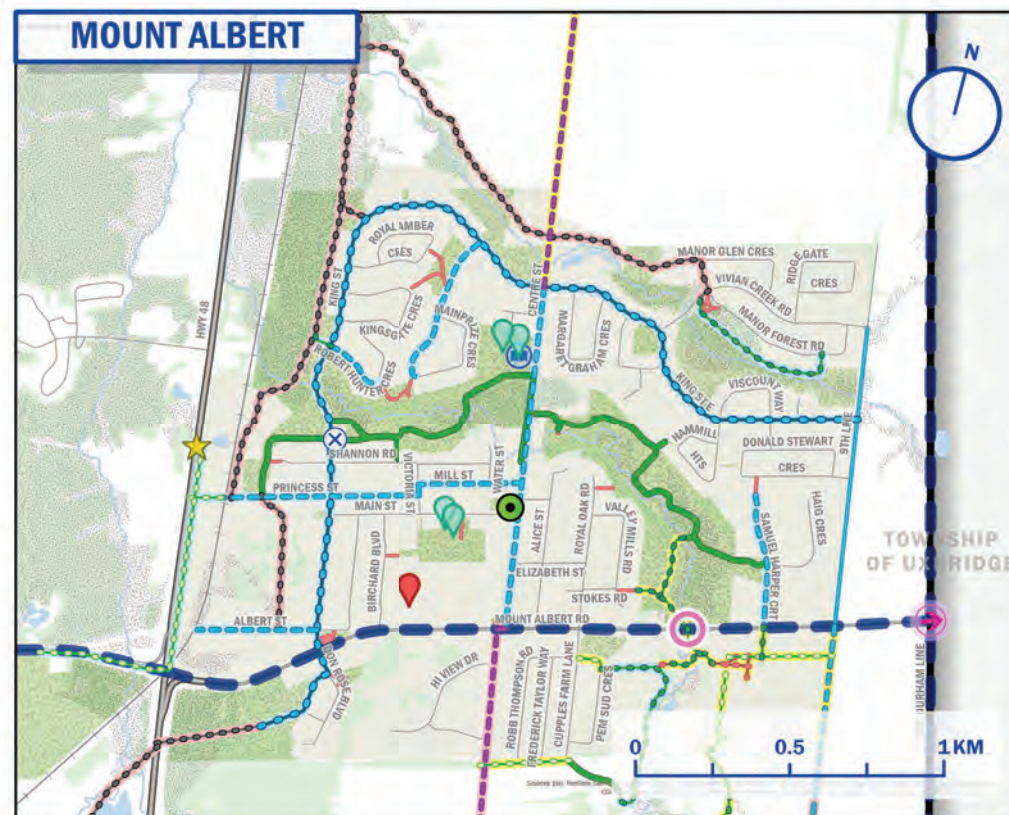 MOUNT ALBERT
N
ROYAL AMBER
CRES
MANOR GLEN CRES
RIDGEGATE
CRES
VIVIAN CREEK RD
MANOR FOREST RD
HWY 48
KING ST
CENTRE ST
KINGSGATE CRES
MAINPRIZE CRES
MARGARET GRAHAM CRES
ROBERT HUNTER CRES
KING ST E
VISCOUNT WAY
9TH LINE
HAMMILL
HTS
DONALD STEWART
CRES
SHANNON RD
VICTORIA ST
WATER ST
MILL ST
PRINCESS ST
MAIN ST
BIRCHARD BLVD
ALICE ST
ROYAL OAK RD
VALLEY MILLS RD
SAMUEL HARPER CRT
HAIG CRES
TOWNSHIP
OF UXBRIDGE
ELIZABETH ST
STOKES RD
ALBERT ST
MOUNT ALBERT RD
DON ROSE BLVD
HI VIEW DR
ROBB THOMPSON RD
FREDERICK TAYLOR WAY
CUPPLES FARM LANE
PEM SUD CRES
DURHAM LINE
0 0.5 1 KM